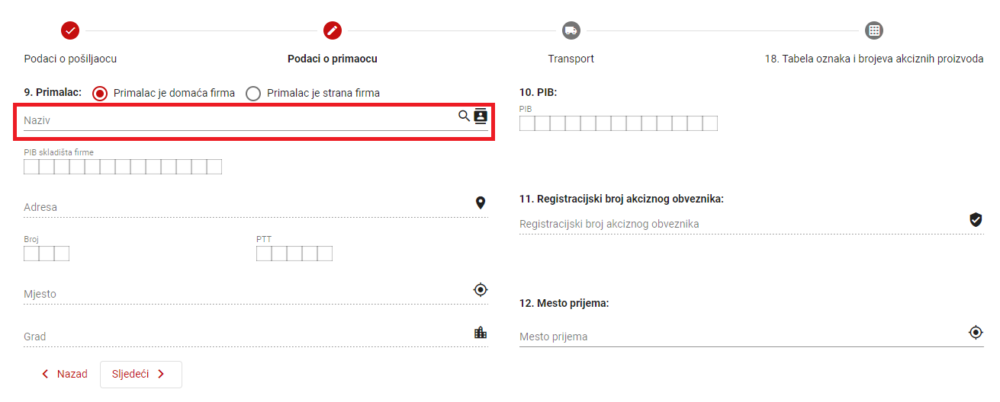 Podaci o pošiljaocu
Podaci o primaocu
Transport
18. Tabela oznaka i brojeva akciznih proizvoda
9. Primalac: Primalac je domaća firma Primalac je strana firma
Naziv
PIB skladišta firme
Adresa
Broj PTT
Mjesto
Grad
Nazad Sljedeći
10. PIB:
PIB
11. Registracijski broj akciznog obveznika:
Registracijski broj akciznog obveznika
12. Mesto prijema:
Mesto prijema